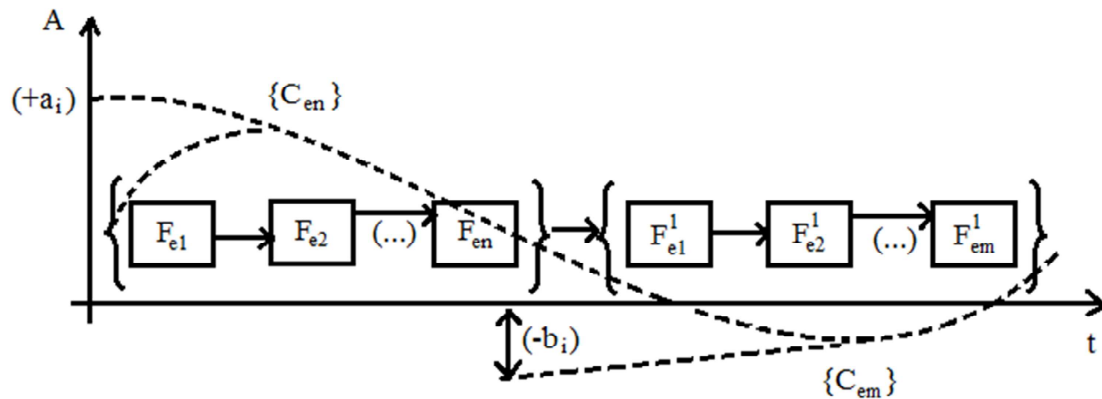 A
(+aᵢ)
{Cₑₙ}
Fₑ₁ Fₑ₂ (...) Fₑₙ F¹ₑ₁ F¹ₑ₂ (...) F¹ₑₘ
(-bᵢ)
t
{Cₑₘ}